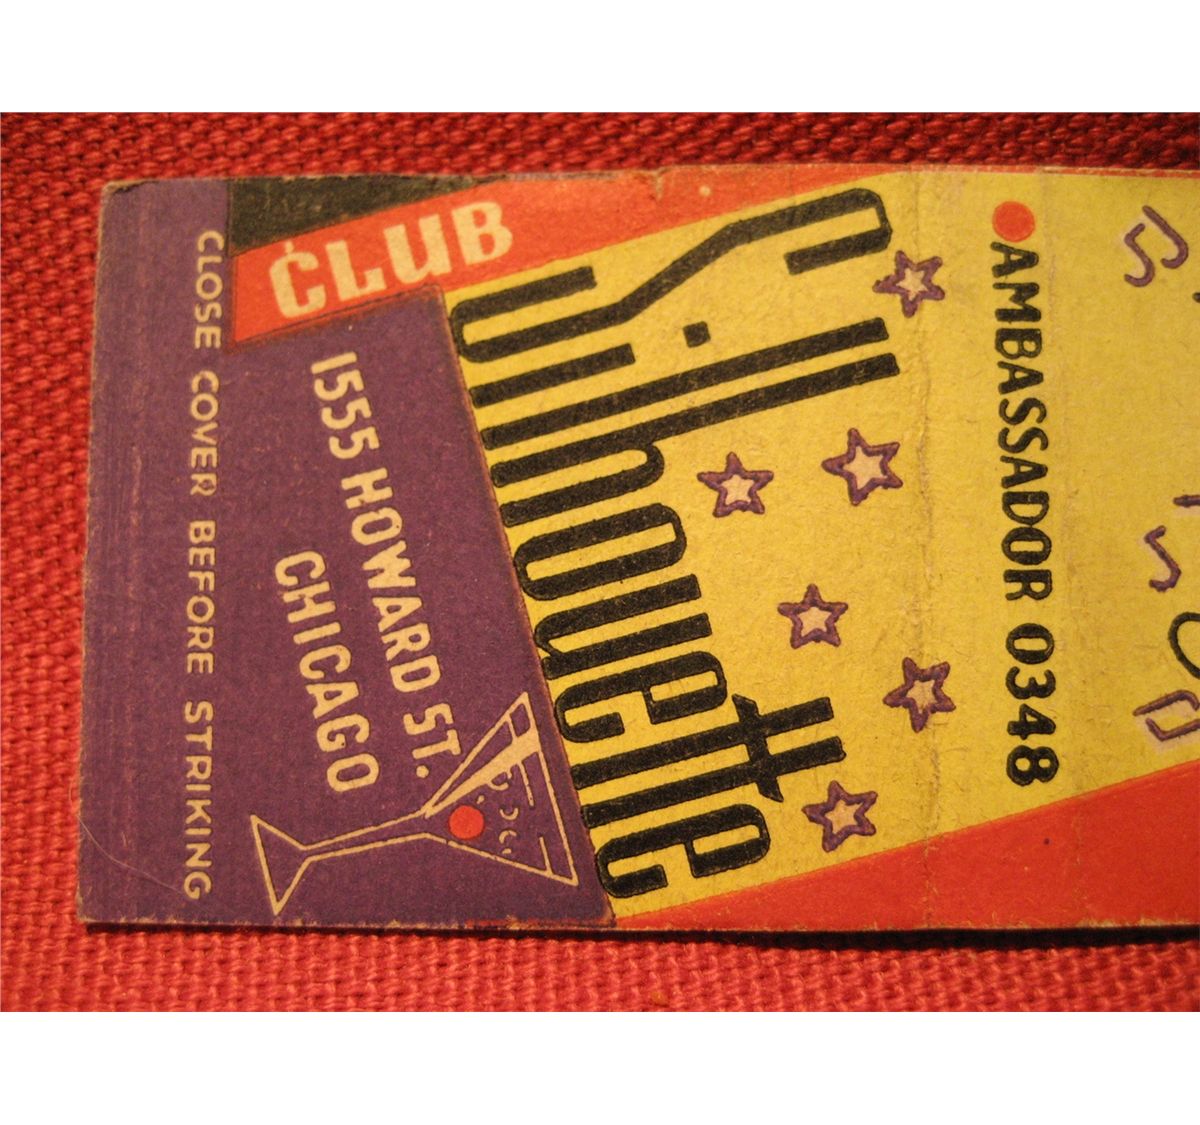 CLUB
Silhouette
1555 HOWARD ST.
CHICAGO
CLOSE COVER BEFORE STRIKING
AMBASSADOR 0348